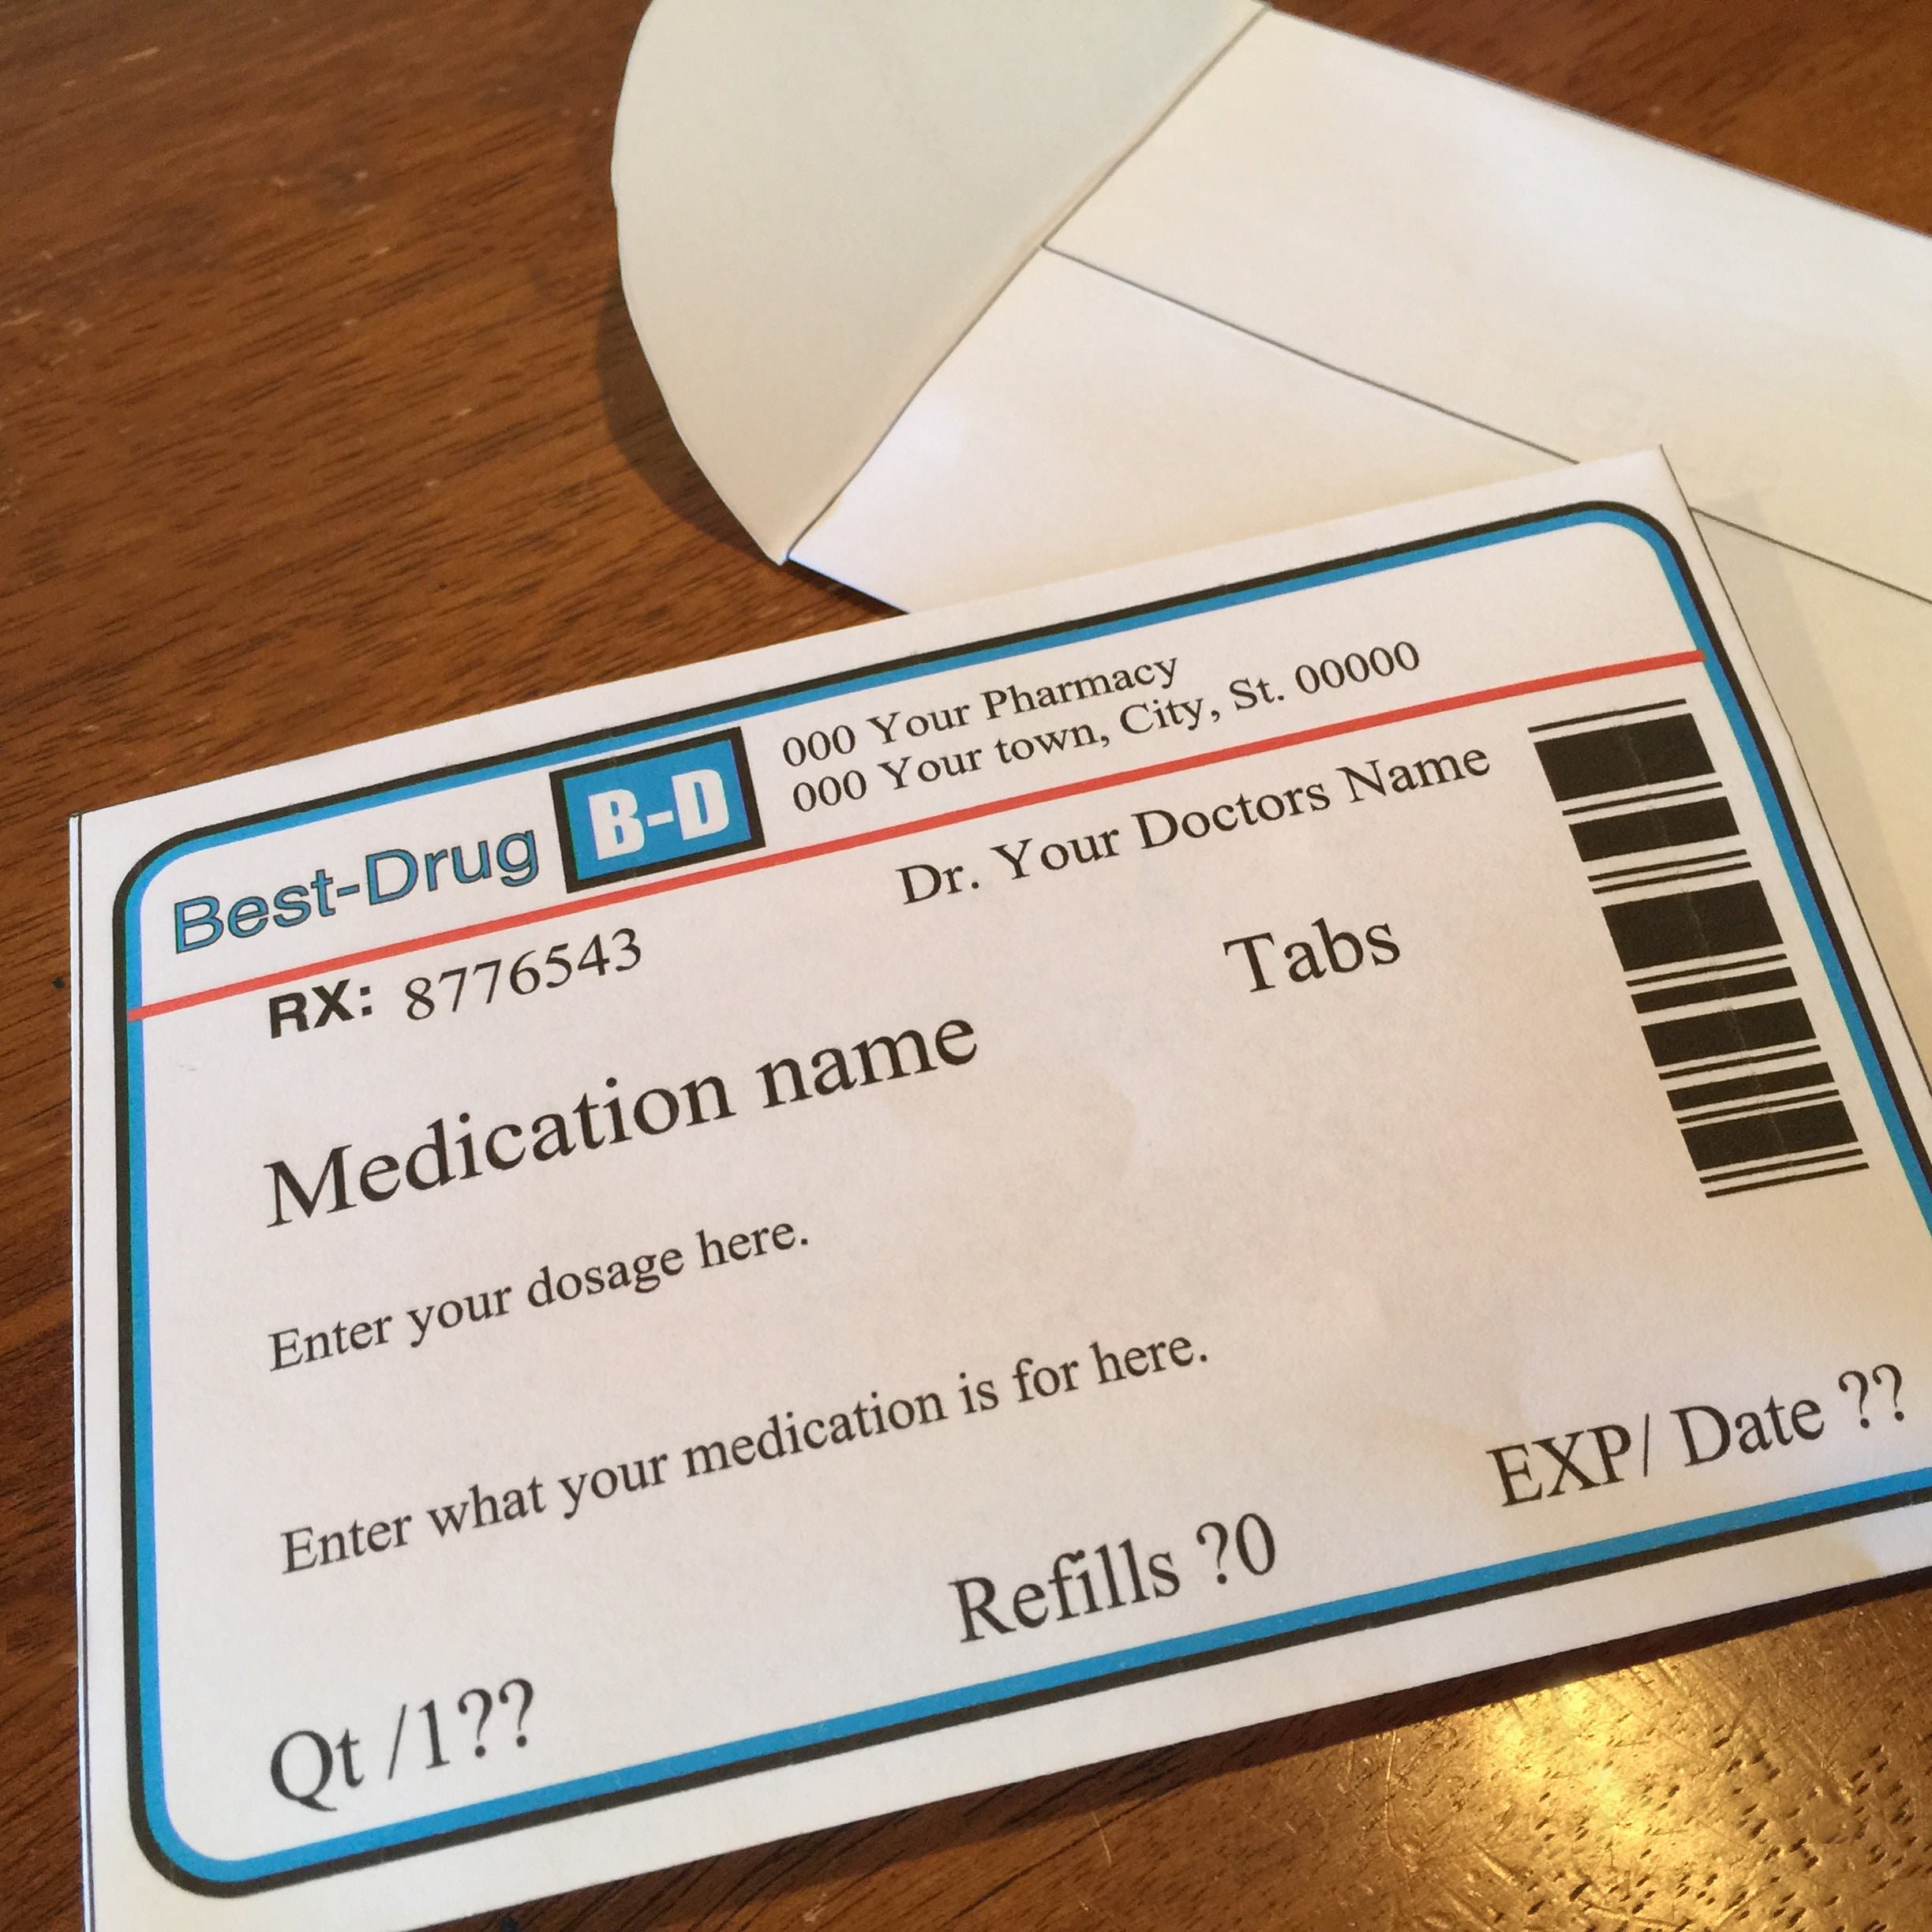 Best-Drug B-D
000 Your Pharmacy
000 Your town, City, St. 00000
RX: 8776543
Dr. Your Doctors Name
Medication name
Tabs
Enter your dosage here.
Enter what your medication is for here.
Qt /1??
Refills ?0
EXP/ Date ??